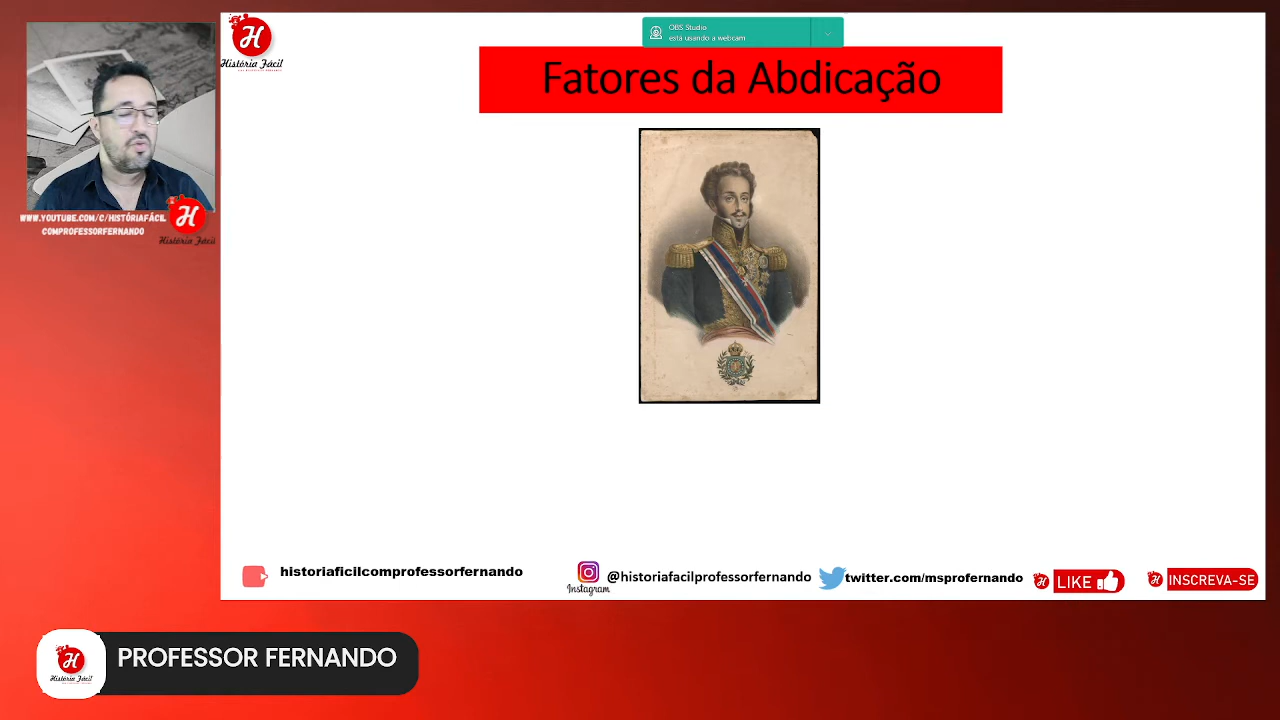 H
História Fácil
OBS Studio
está usando a webcam
Fatores da Abdicação
WWW.YOUTUBE.COM/C/HISTÓRIAFÁCIL
COMPROFESSORFERNANDO
H
História Fácil
historiaficilcomprofessorfernando
Instagram
@historiafacilprofessorfernando
twitter.com/msprofernando
H
LIKE
H
INSCREVA-SE
H
História Fácil
PROFESSOR FERNANDO